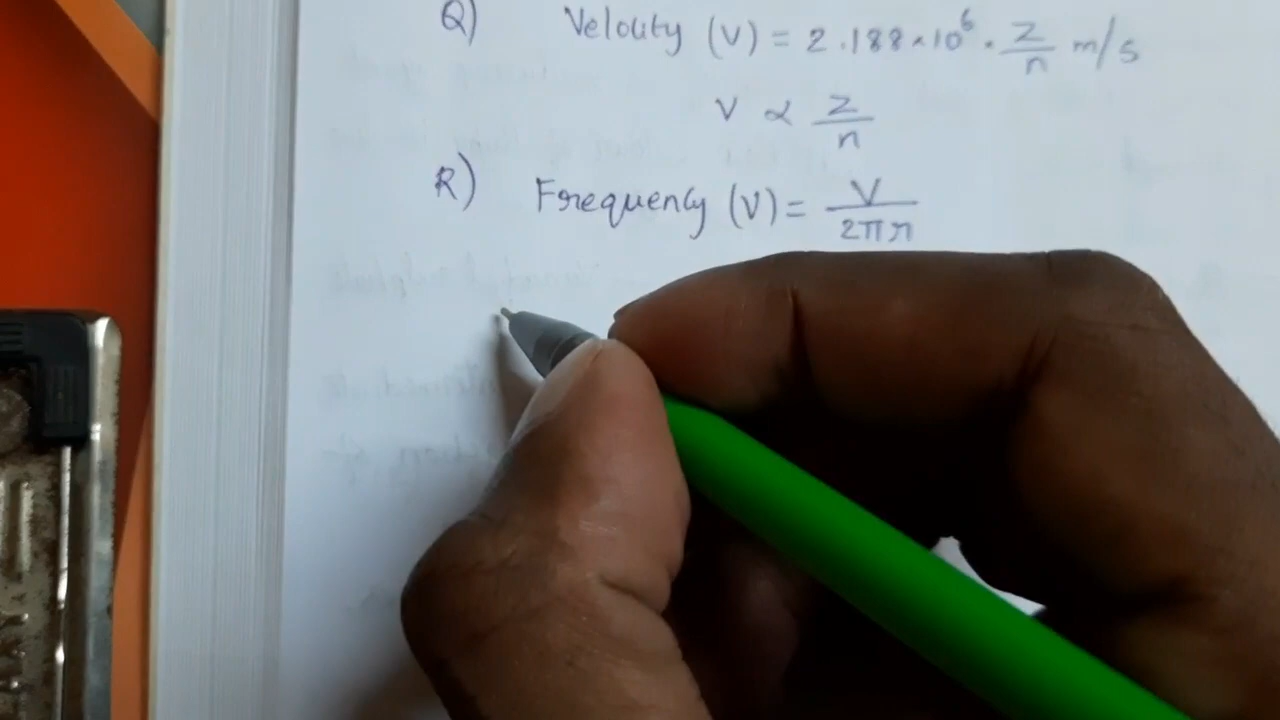 Q) Velocity (V) = 2.188×10⁶ · Z/n m/s
V ∝ Z/n
R) Frequency (ν) = V/2πr